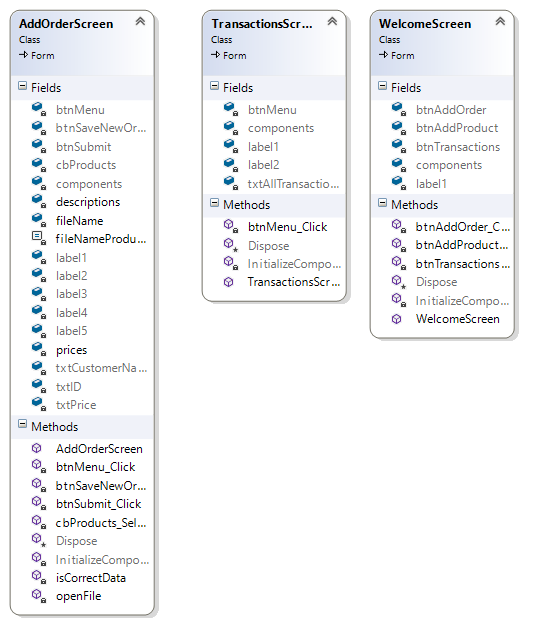 AddOrderScreen
Class
Form
Fields
btnMenu
btnSaveNewOr...
btnSubmit
cbProducts
components
descriptions
fileName
fileNameProdu...
label1
label2
label3
label4
label5
prices
txtCustomerNa...
txtID
txtPrice
Methods
AddOrderScreen
btnMenu_Click
btnSaveNewOr...
btnSubmit_Click
cbProducts_Sel...
Dispose
InitializeCompo...
isCorrectData
openFile
TransactionsScr...
Class
Form
Fields
btnMenu
components
label1
label2
txtAllTransactio...
Methods
btnMenu_Click
Dispose
InitializeCompo...
TransactionsScr...
WelcomeScreen
Class
Form
Fields
btnAddOrder
btnAddProduct
btnTransactions
components
label1
Methods
btnAddOrder_C...
btnAddProduct...
btnTransactions...
Dispose
InitializeCompo...
WelcomeScreen